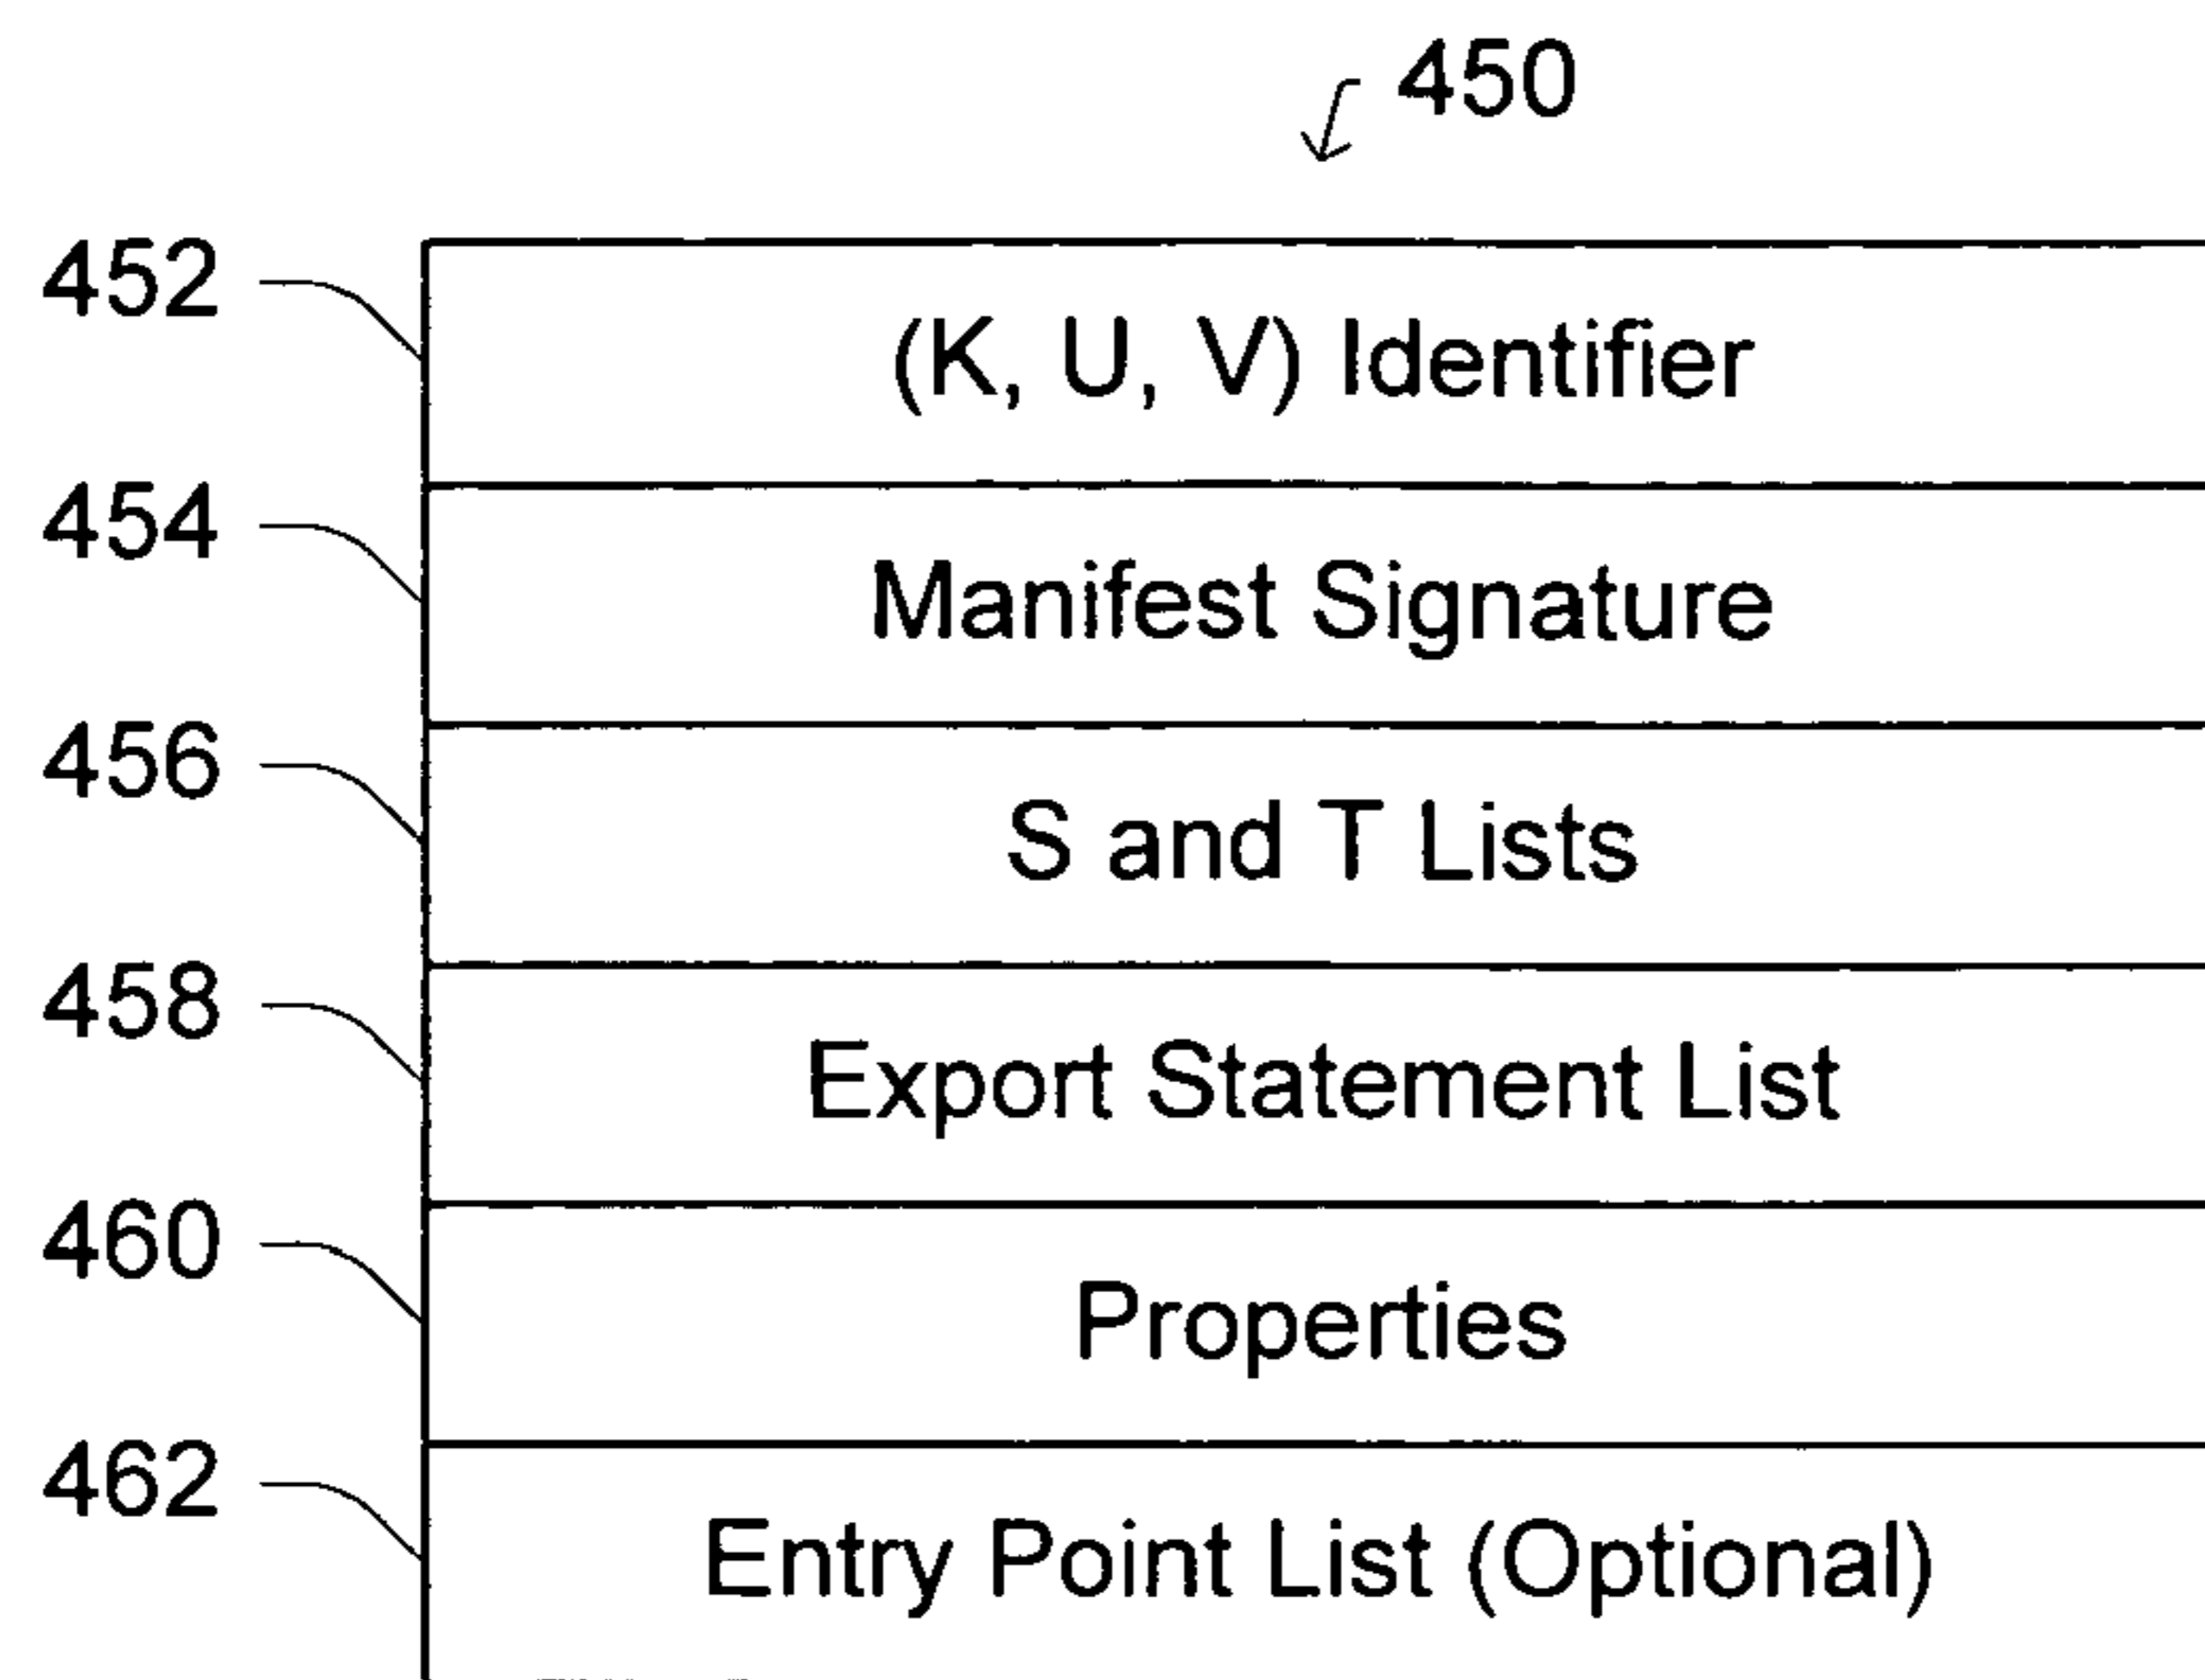 450
452 (K, U, V) Identifier
454 Manifest Signature
456 S and T Lists
458 Export Statement List
460 Properties
462 Entry Point List (Optional)